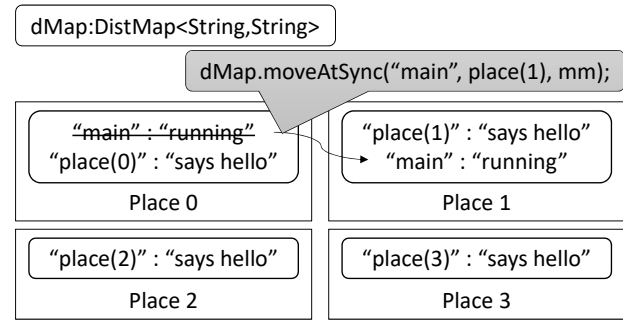 dMap:DistMap<String,String>
dMap.moveAtSync(“main”, place(1), mm);
“main” : “running”
“place(0)” : “says hello”
Place 0
“place(1)” : “says hello”
“main” : “running”
Place 1
“place(2)” : “says hello”
Place 2
“place(3)” : “says hello”
Place 3